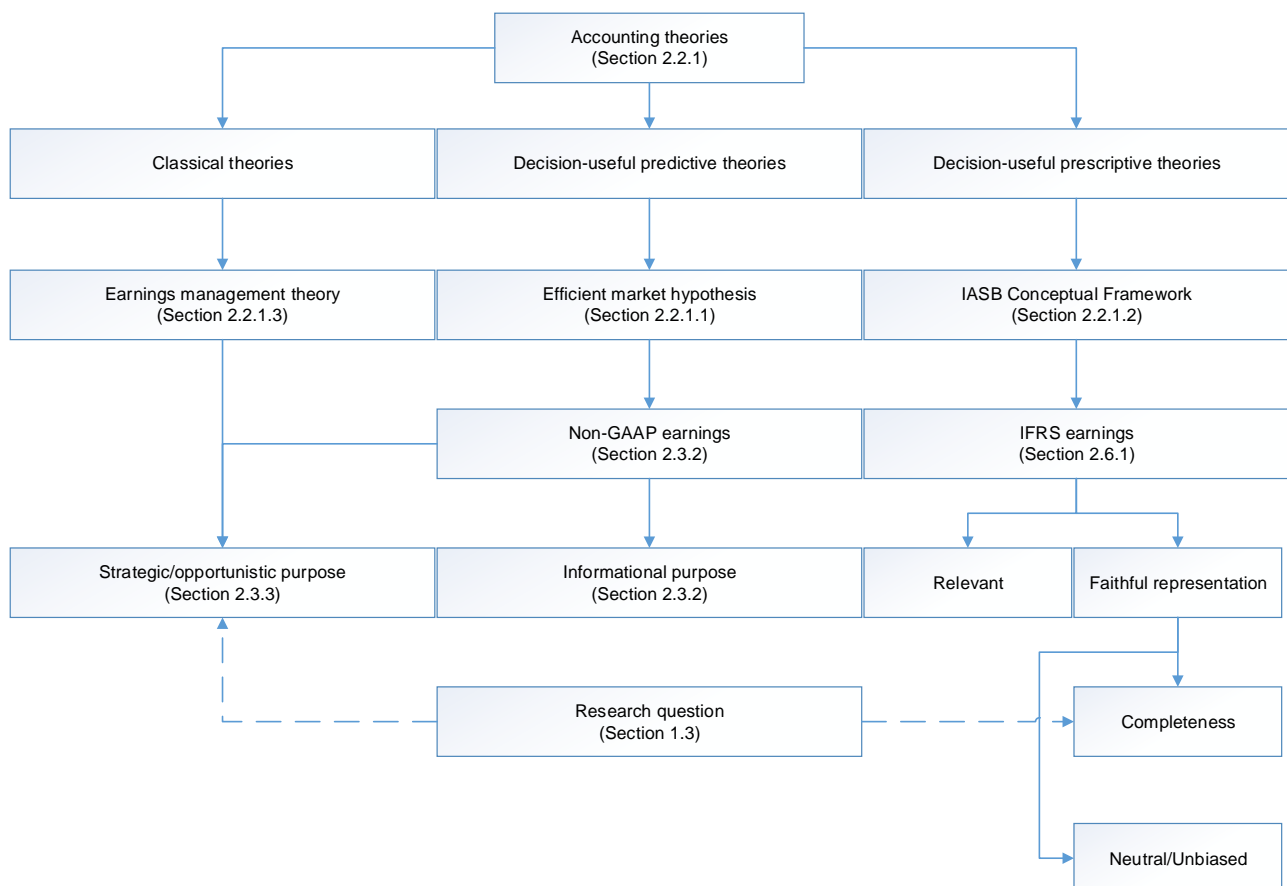 Accounting theories
(Section 2.2.1)
Classical theories
Decision-useful predictive theories
Decision-useful prescriptive theories
Earnings management theory
(Section 2.2.1.3)
Efficient market hypothesis
(Section 2.2.1.1)
IASB Conceptual Framework
(Section 2.2.1.2)
Non-GAAP earnings
(Section 2.3.2)
IFRS earnings
(Section 2.6.1)
Strategic/opportunistic purpose
(Section 2.3.3)
Informational purpose
(Section 2.3.2)
Relevant
Faithful representation
Research question
(Section 1.3)
Completeness
Neutral/Unbiased